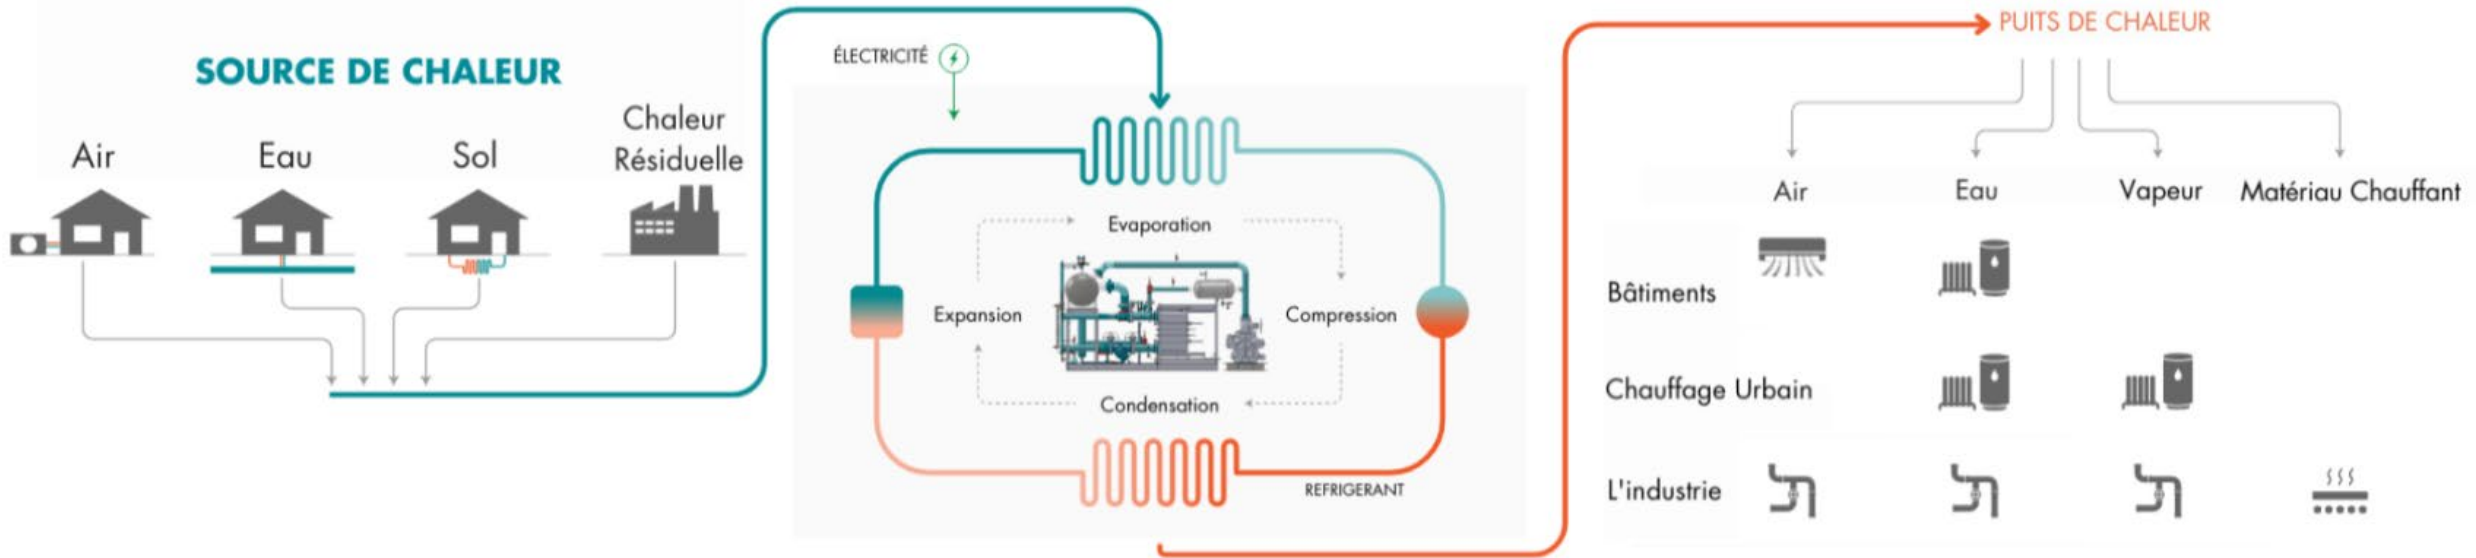 SOURCE DE CHALEUR
Air
Eau
Sol
Chaleur
Résiduelle
ÉLECTRICITÉ
Evaporation
Expansion
Compression
Condensation
REFRIGERANT
PUITS DE CHALEUR
Air
Eau
Vapeur
Matériau Chauffant
Bâtiments
Chauffage Urbain
L'industrie